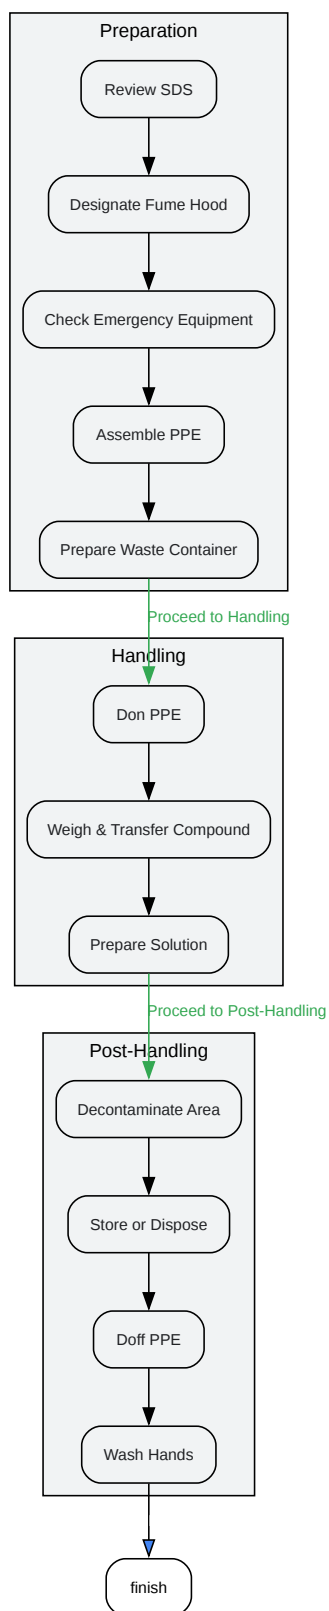 Preparation
Review SDS
Designate Fume Hood
Check Emergency Equipment
Assemble PPE
Prepare Waste Container
Proceed to Handling
Handling
Don PPE
Weigh & Transfer Compound
Prepare Solution
Proceed to Post-Handling
Post-Handling
Decontaminate Area
Store or Dispose
Doff PPE
Wash Hands
finish